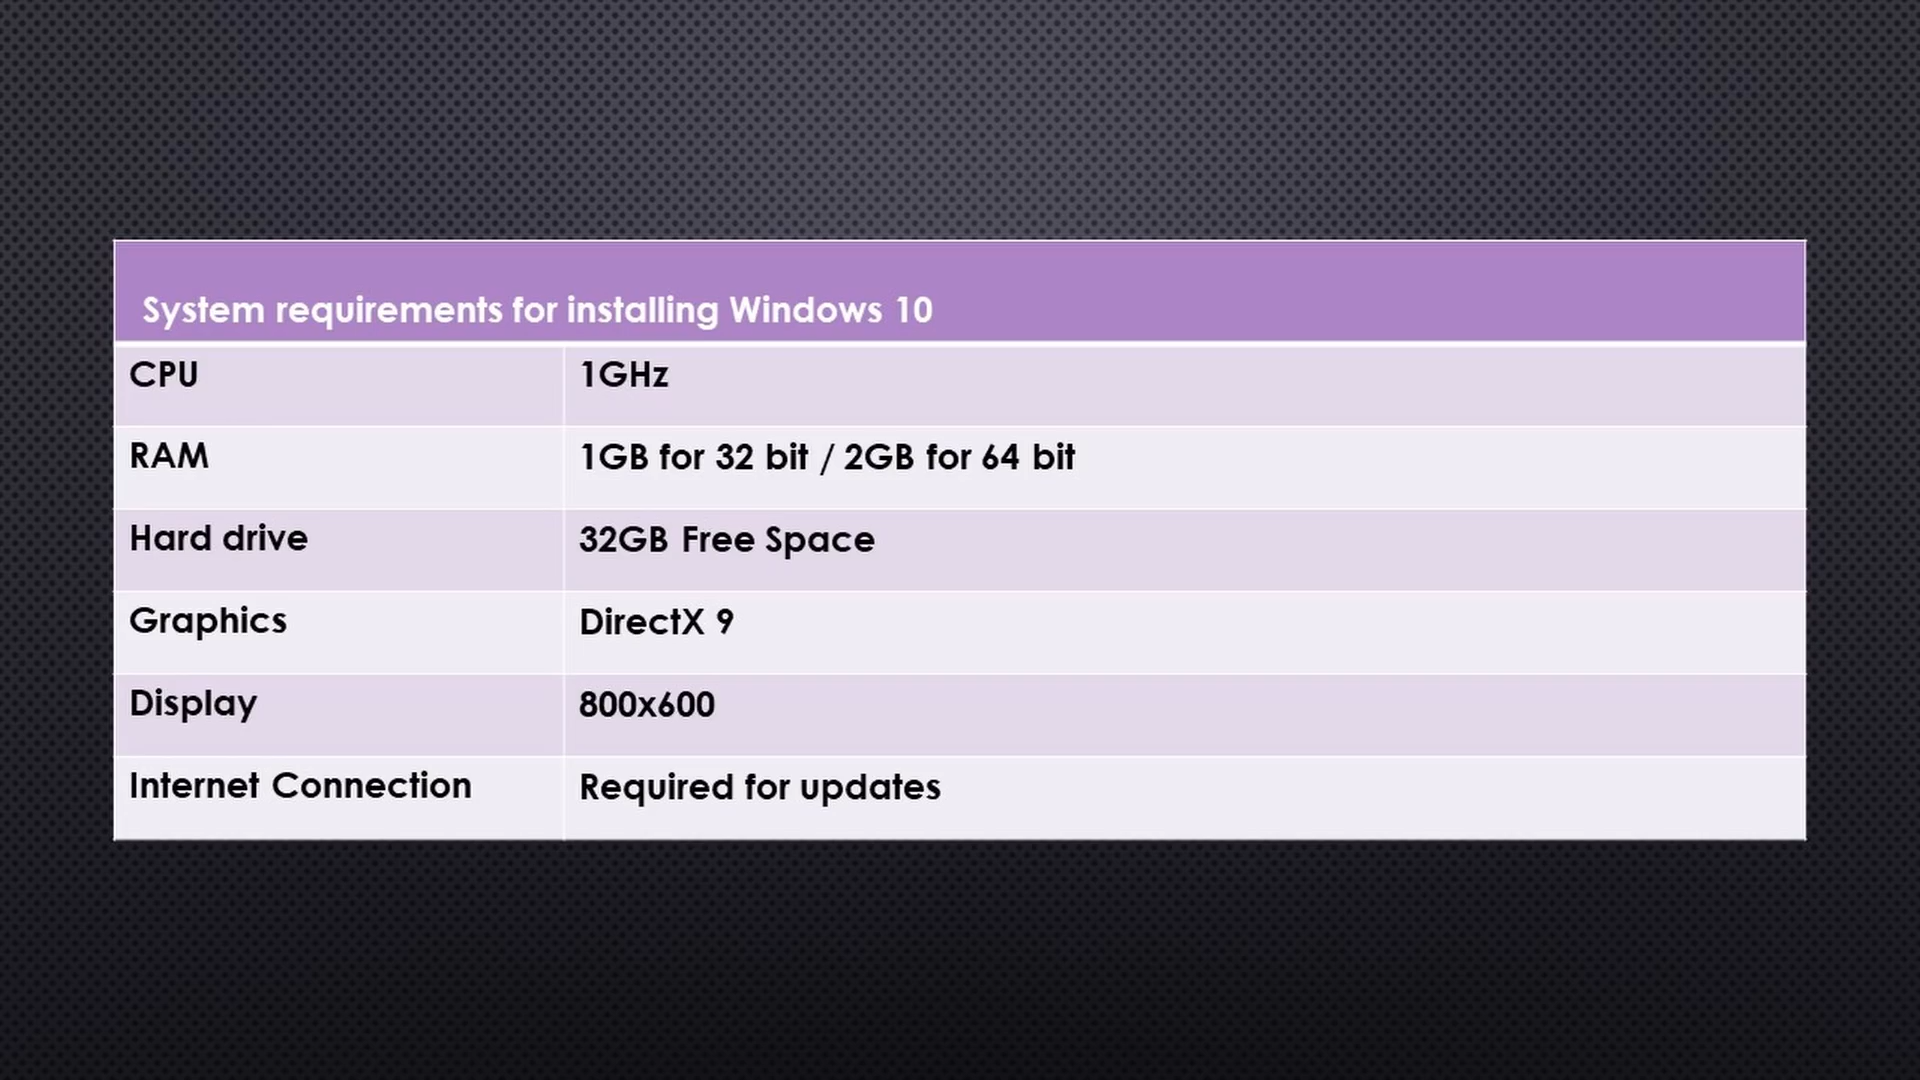 System requirements for installing Windows 10
CPU 1GHz
RAM 1GB for 32 bit / 2GB for 64 bit
Hard drive 32GB Free Space
Graphics DirectX 9
Display 800x600
Internet Connection Required for updates